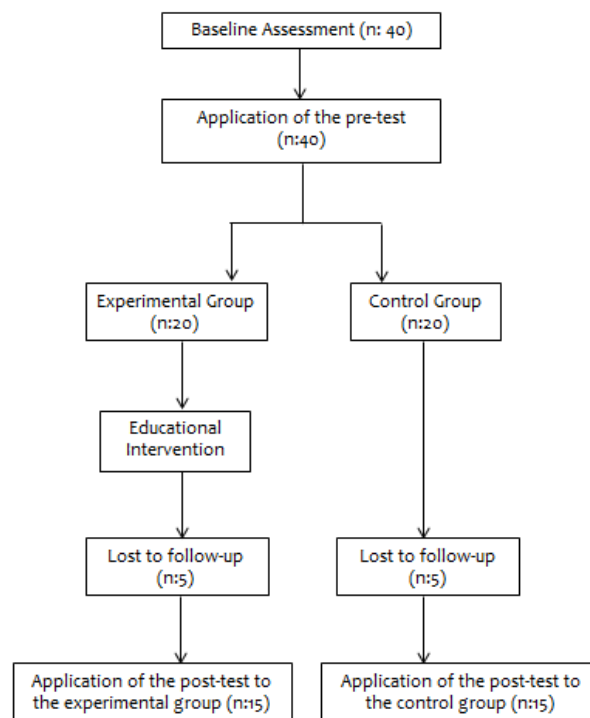 Baseline Assessment (n: 40)
Application of the pre-test
(n:40)
Experimental Group
(n:20)
Control Group
(n:20)
Educational
Intervention
Lost to follow-up
(n:5)
Lost to follow-up
(n:5)
Application of the post-test to
the experimental group (n:15)
Application of the post-test to
the control group (n:15)